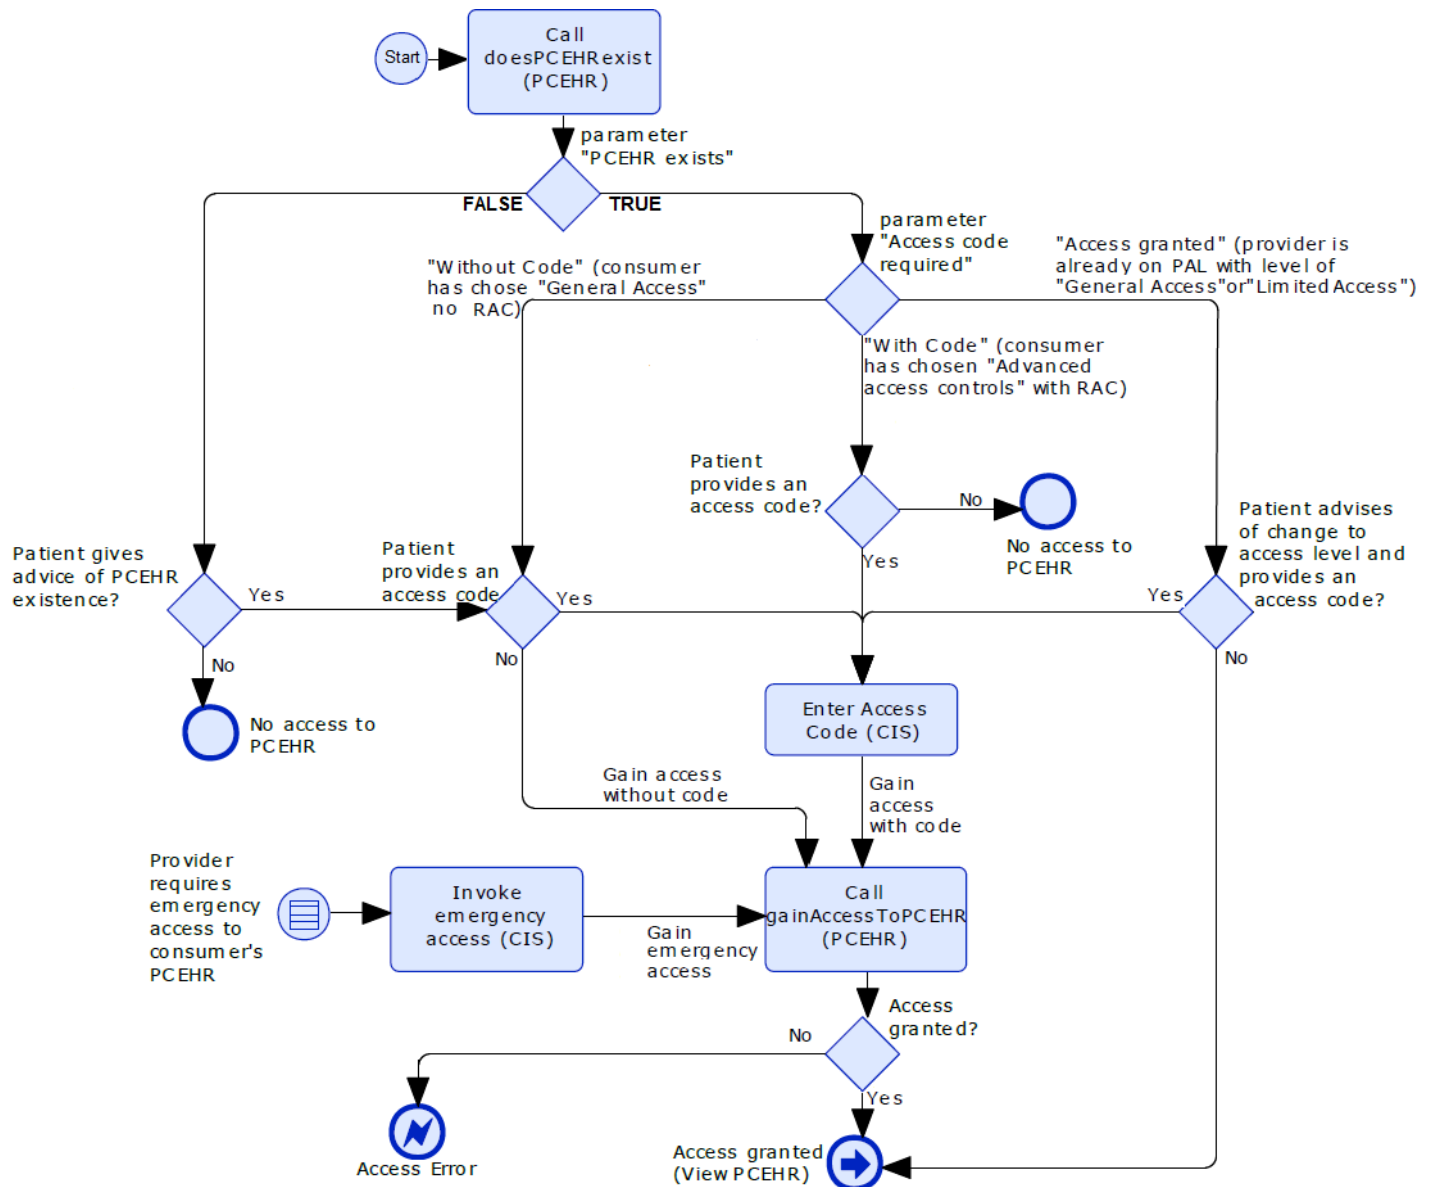 Call
doesPCEHRexist
(PCEHR)
Start
parameter
"PCEHR exists"
FALSE
TRUE
parameter
"Access code
required"
"Access granted" (provider is
already on PAL with level of
"General Access"or"Limited Access")
"Without Code" (consumer
has chose "General Access"
no RAC)
"With Code" (consumer
has chosen "Advanced
access controls" with RAC)
Patient
provides an
access code?
No
No access to
PCEHR
Yes
Patient advises
of change to
access level and
provides an
access code?
Yes
No
Patient gives
advice of PCEHR
existence?
Yes
No
No access to
PCEHR
Patient
provides an
access code
Yes
No
Enter Access
Code (CIS)
Gain access
without code
Gain
access
with code
Provider
requires
emergency
access to
consumer's
PCEHR
Invoke
emergency
access (CIS)
Gain
emergency
access
Call
gainAccessToPCEHR
(PCEHR)
Access
granted?
No
Yes
Access Error
Access granted
(View PCEHR)